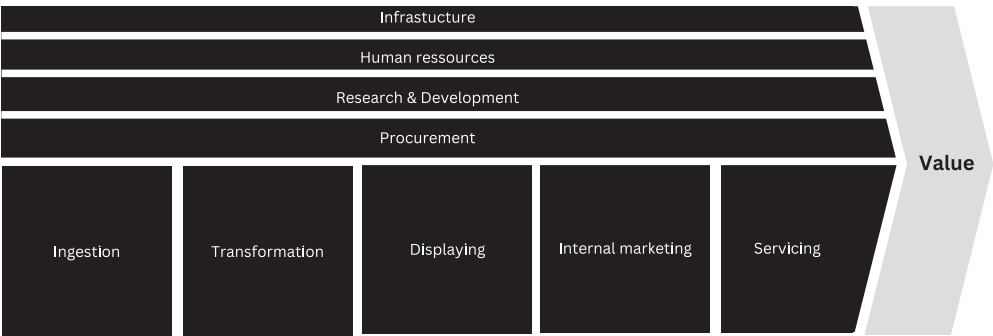 Infrastucture
Human ressources
Research & Development
Procurement
Value
Ingestion
Transformation
Displaying
Internal marketing
Servicing